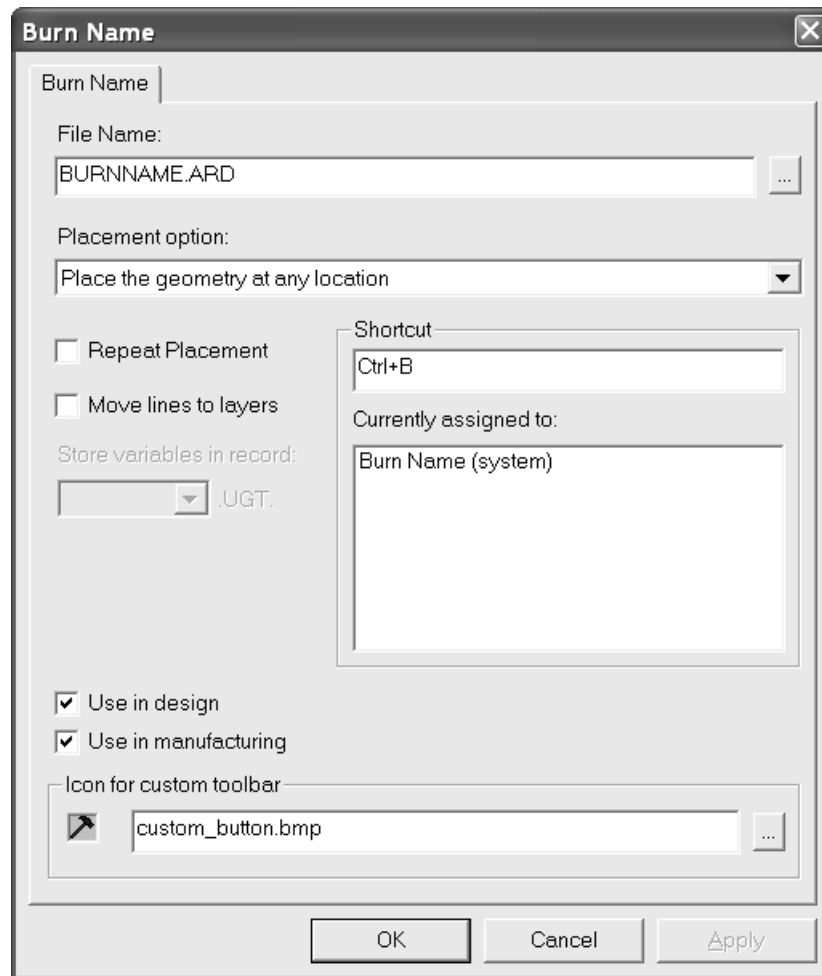 Burn Name
Burn Name
File Name:
BURNNAME.ARD
...
Placement option:
Place the geometry at any location
Repeat Placement
Move lines to layers
Store variables in record:
.UGT.
Shortcut
Ctrl+B
Currently assigned to:
Burn Name (system)
Use in design
Use in manufacturing
Icon for custom toolbar
custom_button.bmp
...
OK
Cancel
Apply